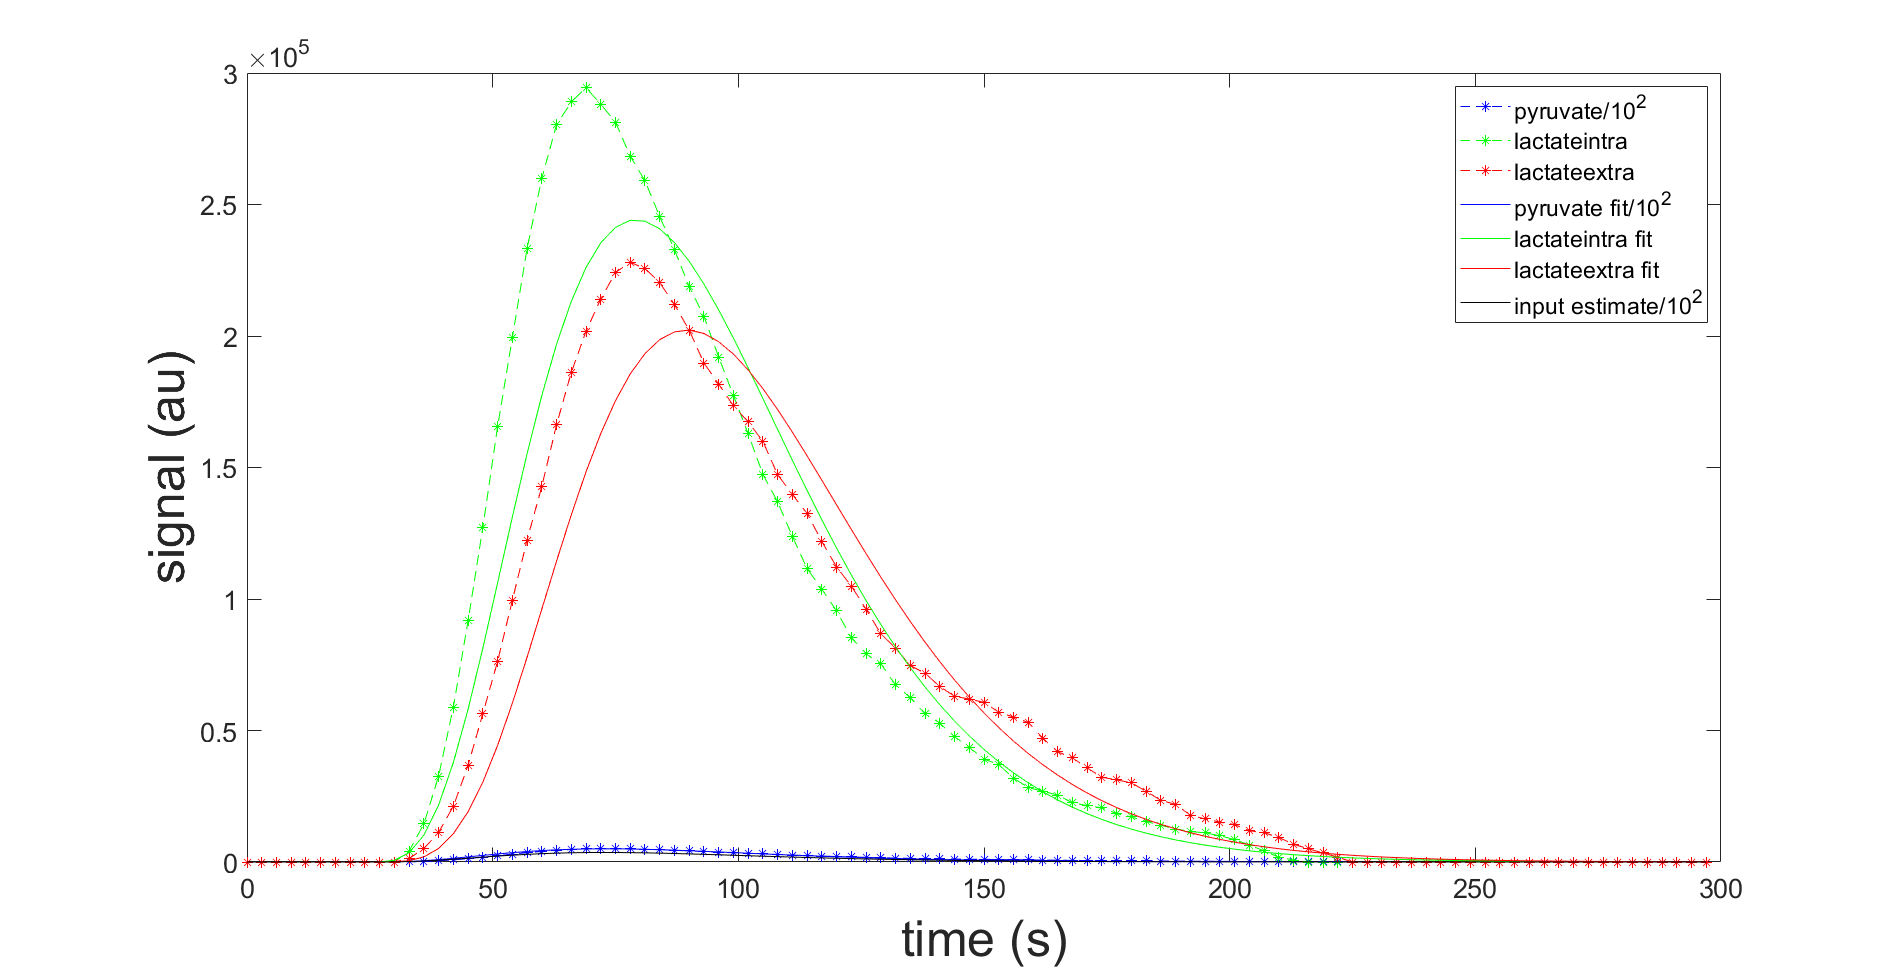 ×10^5
3
2.5
2
1.5
1
0.5
0
signal (au)
0 50 100 150 200 250 300
time (s)
pyruvate/10^2
lactateintra
lactateextra
pyruvate fit/10^2
lactateintra fit
lactateextra fit
input estimate/10^2